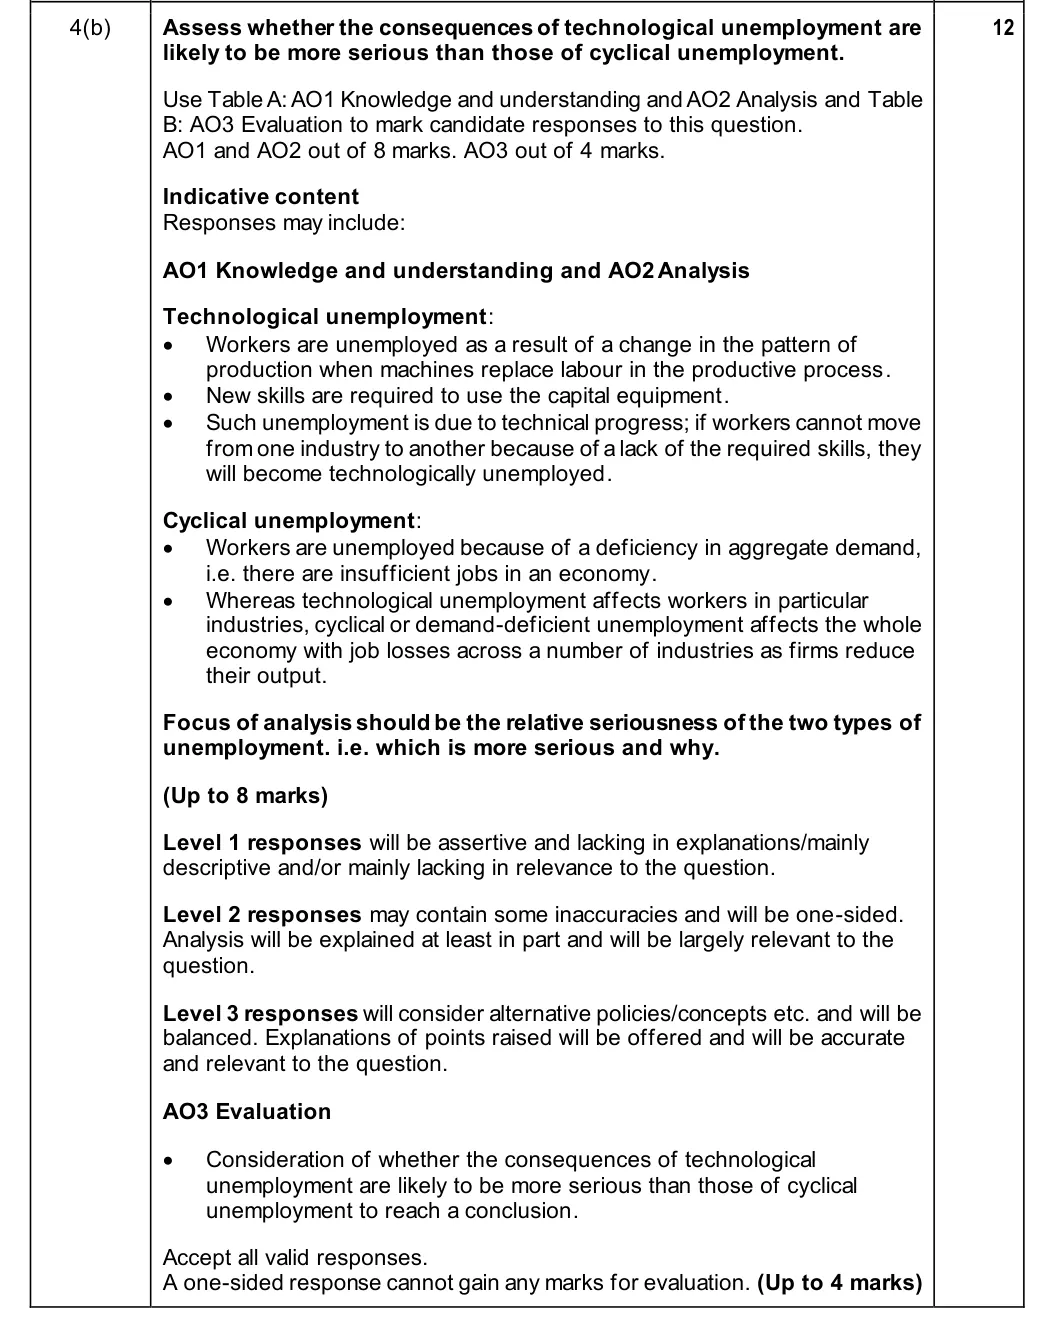 4(b)
Assess whether the consequences of technological unemployment are
likely to be more serious than those of cyclical unemployment.
12
Use Table A: AO1 Knowledge and understanding and AO2 Analysis and Table
B: AO3 Evaluation to mark candidate responses to this question.
AO1 and AO2 out of 8 marks. AO3 out of 4 marks.
Indicative content
Responses may include:
AO1 Knowledge and understanding and AO2 Analysis
Technological unemployment:
• Workers are unemployed as a result of a change in the pattern of
production when machines replace labour in the productive process.
• New skills are required to use the capital equipment.
• Such unemployment is due to technical progress; if workers cannot move
from one industry to another because of a lack of the required skills, they
will become technologically unemployed.
Cyclical unemployment:
• Workers are unemployed because of a deficiency in aggregate demand,
i.e. there are insufficient jobs in an economy.
• Whereas technological unemployment affects workers in particular
industries, cyclical or demand-deficient unemployment affects the whole
economy with job losses across a number of industries as firms reduce
their output.
Focus of analysis should be the relative seriousness of the two types of
unemployment. i.e. which is more serious and why.
(Up to 8 marks)
Level 1 responses will be assertive and lacking in explanations/mainly
descriptive and/or mainly lacking in relevance to the question.
Level 2 responses may contain some inaccuracies and will be one-sided.
Analysis will be explained at least in part and will be largely relevant to the
question.
Level 3 responses will consider alternative policies/concepts etc. and will be
balanced. Explanations of points raised will be offered and will be accurate
and relevant to the question.
AO3 Evaluation
• Consideration of whether the consequences of technological
unemployment are likely to be more serious than those of cyclical
unemployment to reach a conclusion.
Accept all valid responses.
A one-sided response cannot gain any marks for evaluation. (Up to 4 marks)